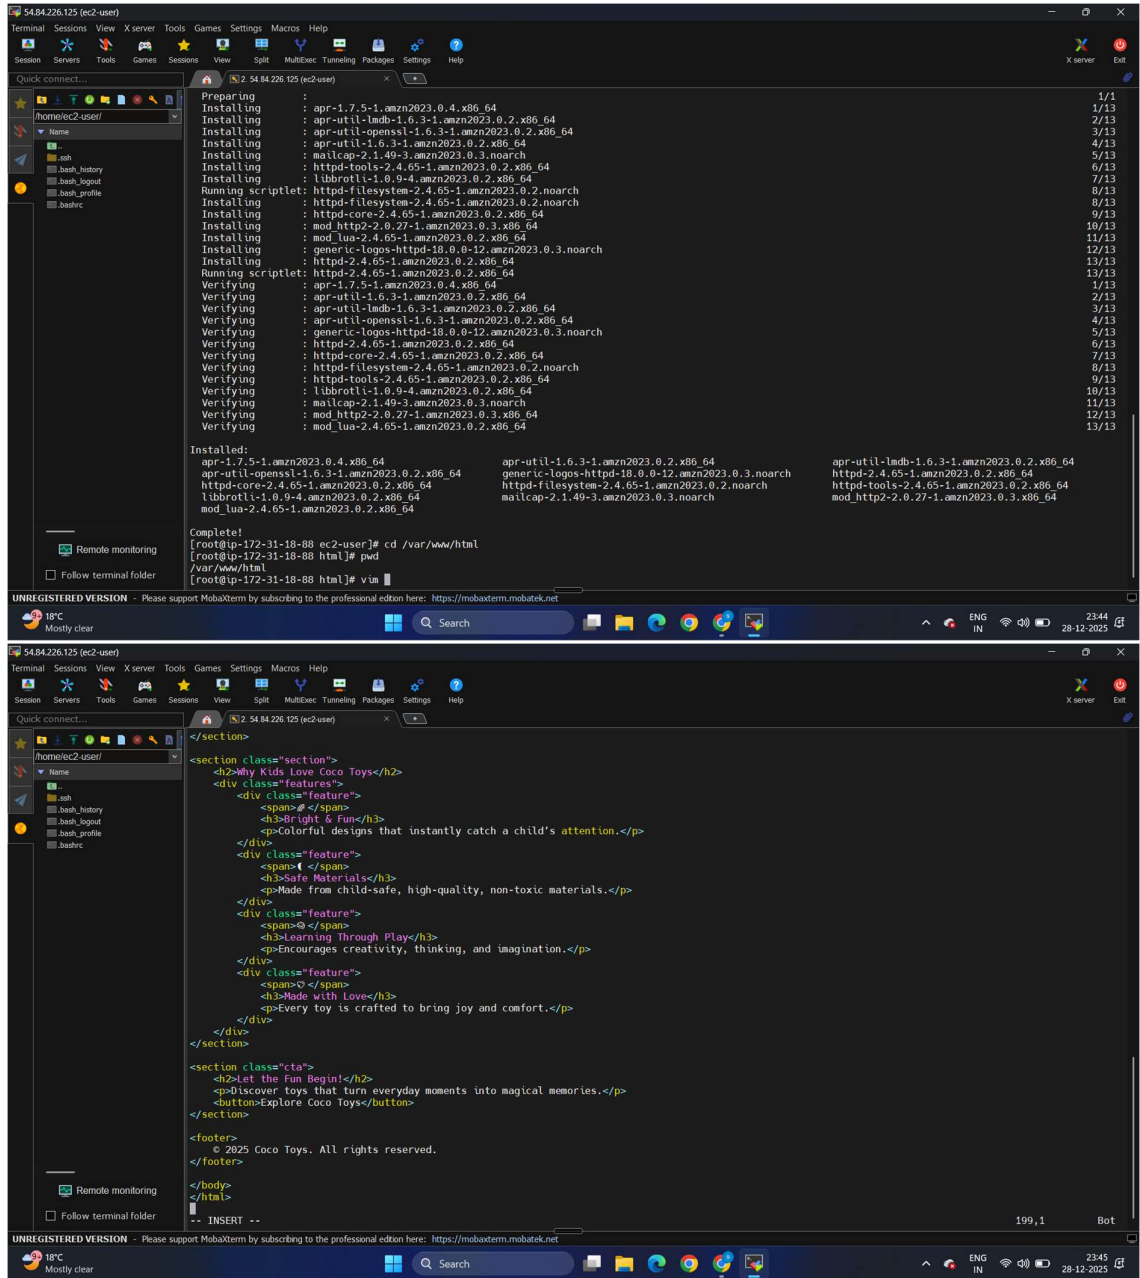 54.84.226.125 (ec2-user)
Terminal Sessions View X server Tools Games Settings Macros Help
Session Servers Tools Games Sessions View Split MultiExec Tunneling Packages Settings Help X server Exit
Quick connect... 2. 54.84.226.125 (ec2-user)
/home/ec2-user/
Name
..
.ssh
.bash_history
.bash_logout
.bash_profile
.bashrc
Preparing : 1/1
Installing : apr-1.7.5-1.amzn2023.0.4.x86_64 1/13
Installing : apr-util-lmdb-1.6.3-1.amzn2023.0.2.x86_64 2/13
Installing : apr-util-openssl-1.6.3-1.amzn2023.0.2.x86_64 3/13
Installing : apr-util-1.6.3-1.amzn2023.0.2.x86_64 4/13
Installing : mailcap-2.1.49-3.amzn2023.0.3.noarch 5/13
Installing : httpd-tools-2.4.65-1.amzn2023.0.2.x86_64 6/13
Installing : libbrotli-1.0.9-4.amzn2023.0.2.x86_64 7/13
Running scriptlet: httpd-filesystem-2.4.65-1.amzn2023.0.2.noarch 8/13
Installing : httpd-filesystem-2.4.65-1.amzn2023.0.2.noarch 8/13
Installing : httpd-core-2.4.65-1.amzn2023.0.2.x86_64 9/13
Installing : mod_http2-2.0.27-1.amzn2023.0.3.x86_64 10/13
Installing : mod_lua-2.4.65-1.amzn2023.0.2.x86_64 11/13
Installing : generic-logos-httpd-18.0.0-12.amzn2023.0.3.noarch 12/13
Installing : httpd-2.4.65-1.amzn2023.0.2.x86_64 13/13
Running scriptlet: httpd-2.4.65-1.amzn2023.0.2.x86_64 13/13
Verifying : apr-1.7.5-1.amzn2023.0.4.x86_64 1/13
Verifying : apr-util-1.6.3-1.amzn2023.0.2.x86_64 2/13
Verifying : apr-util-lmdb-1.6.3-1.amzn2023.0.2.x86_64 3/13
Verifying : apr-util-openssl-1.6.3-1.amzn2023.0.2.x86_64 4/13
Verifying : generic-logos-httpd-18.0.0-12.amzn2023.0.3.noarch 5/13
Verifying : httpd-2.4.65-1.amzn2023.0.2.x86_64 6/13
Verifying : httpd-core-2.4.65-1.amzn2023.0.2.x86_64 7/13
Verifying : httpd-filesystem-2.4.65-1.amzn2023.0.2.noarch 8/13
Verifying : httpd-tools-2.4.65-1.amzn2023.0.2.x86_64 9/13
Verifying : libbrotli-1.0.9-4.amzn2023.0.2.x86_64 10/13
Verifying : mailcap-2.1.49-3.amzn2023.0.3.noarch 11/13
Verifying : mod_http2-2.0.27-1.amzn2023.0.3.x86_64 12/13
Verifying : mod_lua-2.4.65-1.amzn2023.0.2.x86_64 13/13
Installed:
apr-1.7.5-1.amzn2023.0.4.x86_64 apr-util-1.6.3-1.amzn2023.0.2.x86_64 apr-util-lmdb-1.6.3-1.amzn2023.0.2.x86_64
apr-util-openssl-1.6.3-1.amzn2023.0.2.x86_64 generic-logos-httpd-18.0.0-12.amzn2023.0.3.noarch httpd-2.4.65-1.amzn2023.0.2.x86_64
httpd-core-2.4.65-1.amzn2023.0.2.x86_64 httpd-filesystem-2.4.65-1.amzn2023.0.2.noarch httpd-tools-2.4.65-1.amzn2023.0.2.x86_64
libbrotli-1.0.9-4.amzn2023.0.2.x86_64 mailcap-2.1.49-3.amzn2023.0.3.noarch mod_http2-2.0.27-1.amzn2023.0.3.x86_64
mod_lua-2.4.65-1.amzn2023.0.2.x86_64
Complete!
[root@ip-172-31-18-88 ec2-user]# cd /var/www/html
[root@ip-172-31-18-88 html]# pwd
/var/www/html
[root@ip-172-31-18-88 html]# vim
Remote monitoring
Follow terminal folder
UNREGISTERED VERSION - Please support MobaXterm by subscribing to the professional edition here: https://mobaxterm.mobatek.net
9+ 18°C
Mostly clear
Search
ENG
IN
23:44
28-12-2025
54.84.226.125 (ec2-user)
Terminal Sessions View X server Tools Games Settings Macros Help
Session Servers Tools Games Sessions View Split MultiExec Tunneling Packages Settings Help X server Exit
Quick connect... 2. 54.84.226.125 (ec2-user)
/home/ec2-user/
Name
..
.ssh
.bash_history
.bash_logout
.bash_profile
.bashrc
</section>
<section class="section">
<h2>Why Kids Love Coco Toys</h2>
<div class="features">
<div class="feature">
<span></span>
<h3>Bright & Fun</h3>
<p>Colorful designs that instantly catch a child’s attention.</p>
</div>
<div class="feature">
<span></span>
<h3>Safe Materials</h3>
<p>Made from child-safe, high-quality, non-toxic materials.</p>
</div>
<div class="feature">
<span></span>
<h3>Learning Through Play</h3>
<p>Encourages creativity, thinking, and imagination.</p>
</div>
<div class="feature">
<span></span>
<h3>Made with Love</h3>
<p>Every toy is crafted to bring joy and comfort.</p>
</div>
</div>
</section>
<section class="cta">
<h2>Let the Fun Begin!</h2>
<p>Discover toys that turn everyday moments into magical memories.</p>
<button>Explore Coco Toys</button>
</section>
<footer>
© 2025 Coco Toys. All rights reserved.
</footer>
</body>
</html>
-- INSERT -- 199,1 Bot
Remote monitoring
Follow terminal folder
UNREGISTERED VERSION - Please support MobaXterm by subscribing to the professional edition here: https://mobaxterm.mobatek.net
9+ 18°C
Mostly clear
Search
ENG
IN
23:45
28-12-2025